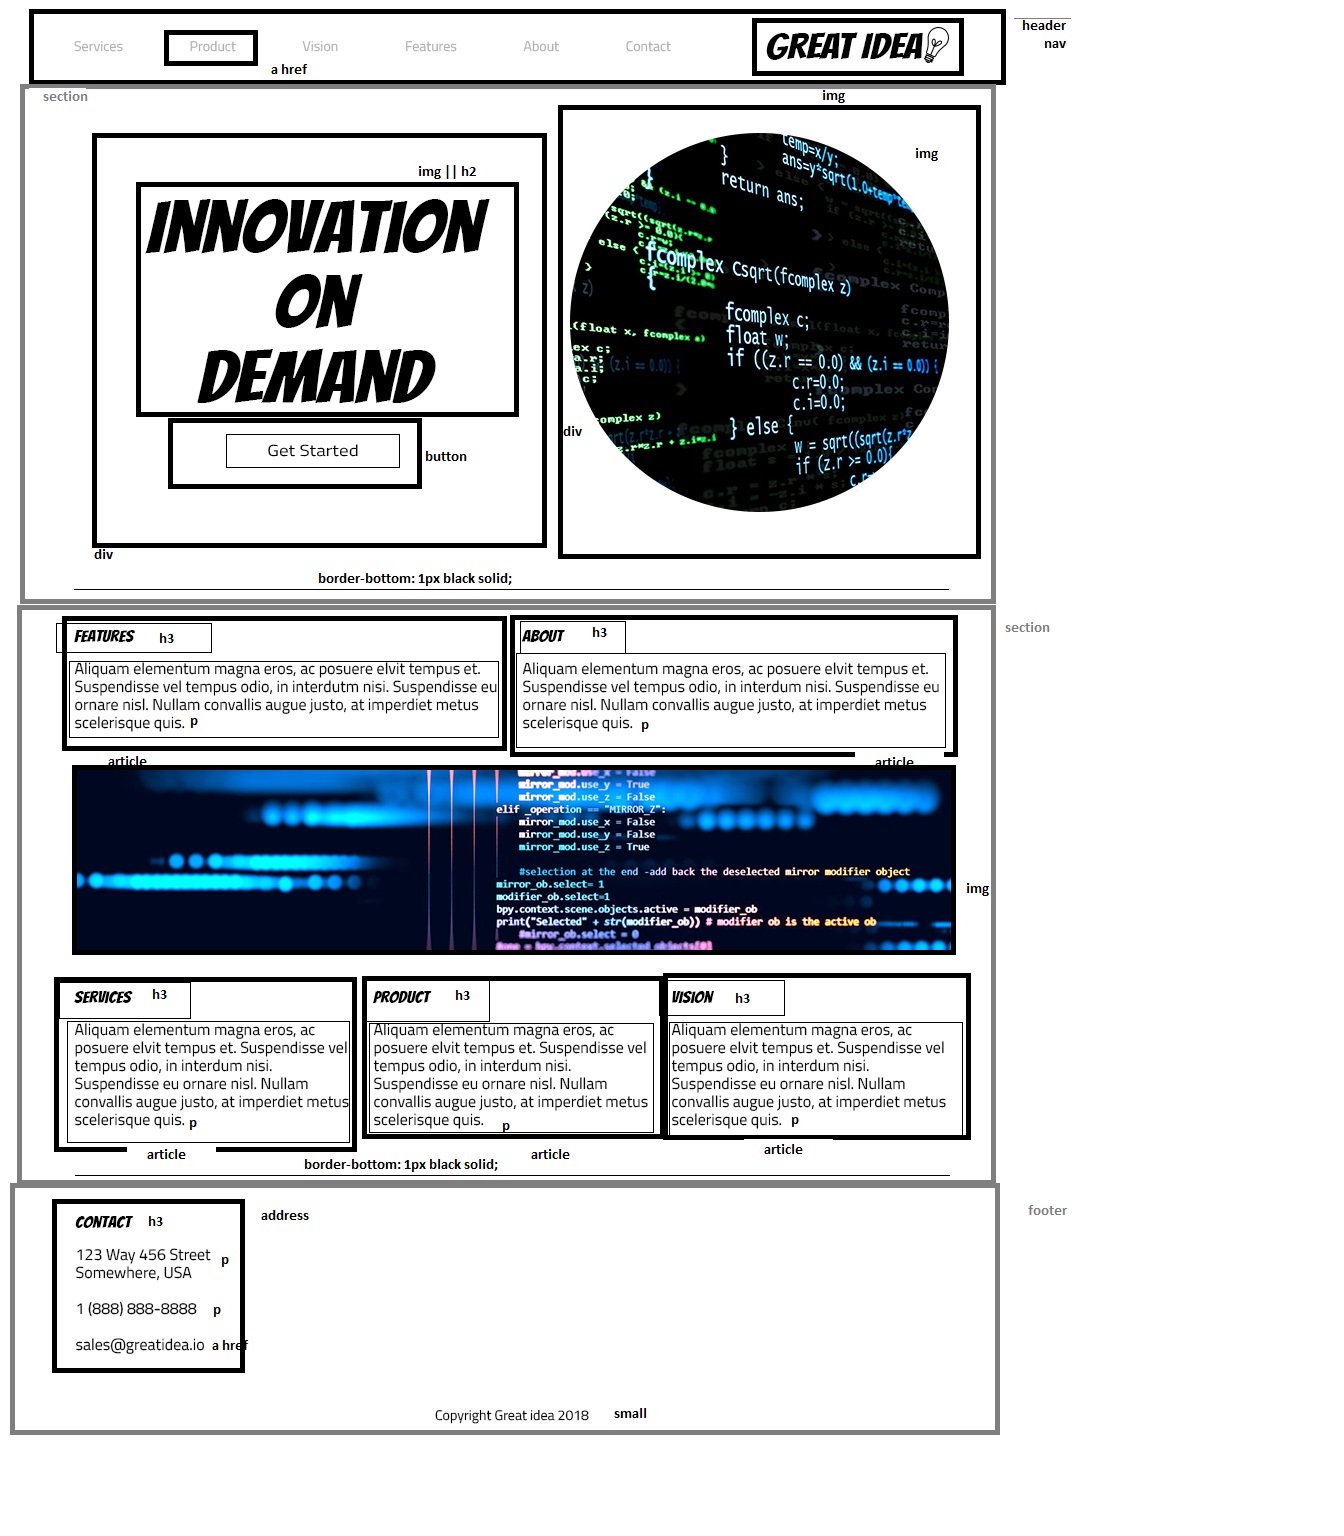 Services Product Vision Features About Contact GREAT IDEA
header
nav
a href
section
img
img || h2
img
INNOVATION
ON
DEMAND
Get Started
button
div
temp=x/y;
ans=y*sqrt(1.0+temp*te
}
return ans;
fcomplex Csqrt(fcomplex z)
{
fcomplex c;
float w;
if ((z.r == 0.0) && (z.i == 0.0)) {
c.r=0.0;
c.i=0.0;
} else {
w = sqrt((sqrt(z.r*z
if (z.r >= 0.0){
div
border-bottom: 1px black solid;
section
FEATURES h3
Aliquam elementum magna eros, ac posuere elvit tempus et.
Suspendisse vel tempus odio, in interdutm nisi. Suspendisse eu
ornare nisl. Nullam convallis augue justo, at imperdiet metus
scelerisque quis. p
article
ABOUT h3
Aliquam elementum magna eros, ac posuere elvit tempus et.
Suspendisse vel tempus odio, in interdum nisi. Suspendisse eu
ornare nisl. Nullam convallis augue justo, at imperdiet metus
scelerisque quis. p
article
mirror_mod.use_x = False
mirror_mod.use_y = True
mirror_mod.use_z = False
elif _operation == "MIRROR_Z":
mirror_mod.use_x = False
mirror_mod.use_y = False
mirror_mod.use_z = True
#selection at the end -add back the deselected mirror modifier object
mirror_ob.select= 1
modifier_ob.select=1
bpy.context.scene.objects.active = modifier_ob
print("Selected" + str(modifier_ob)) # modifier ob is the active ob
#mirror_ob.select = 0
#one = bpy.context.selected_objects[0]
img
SERVICES h3
Aliquam elementum magna eros, ac
posuere elvit tempus et. Suspendisse vel
tempus odio, in interdum nisi.
Suspendisse eu ornare nisl. Nullam
convallis augue justo, at imperdiet metus
scelerisque quis. p
article
PRODUCT h3
Aliquam elementum magna eros, ac
posuere elvit tempus et. Suspendisse vel
tempus odio, in interdum nisi.
Suspendisse eu ornare nisl. Nullam
convallis augue justo, at imperdiet metus
scelerisque quis. p
article
VISION h3
Aliquam elementum magna eros, ac
posuere elvit tempus et. Suspendisse vel
tempus odio, in interdum nisi.
Suspendisse eu ornare nisl. Nullam
convallis augue justo, at imperdiet metus
scelerisque quis. p
article
border-bottom: 1px black solid;
footer
CONTACT h3
address
123 Way 456 Street
Somewhere, USA
p
1 (888) 888-8888 p
sales@greatidea.io a href
Copyright Great idea 2018 small